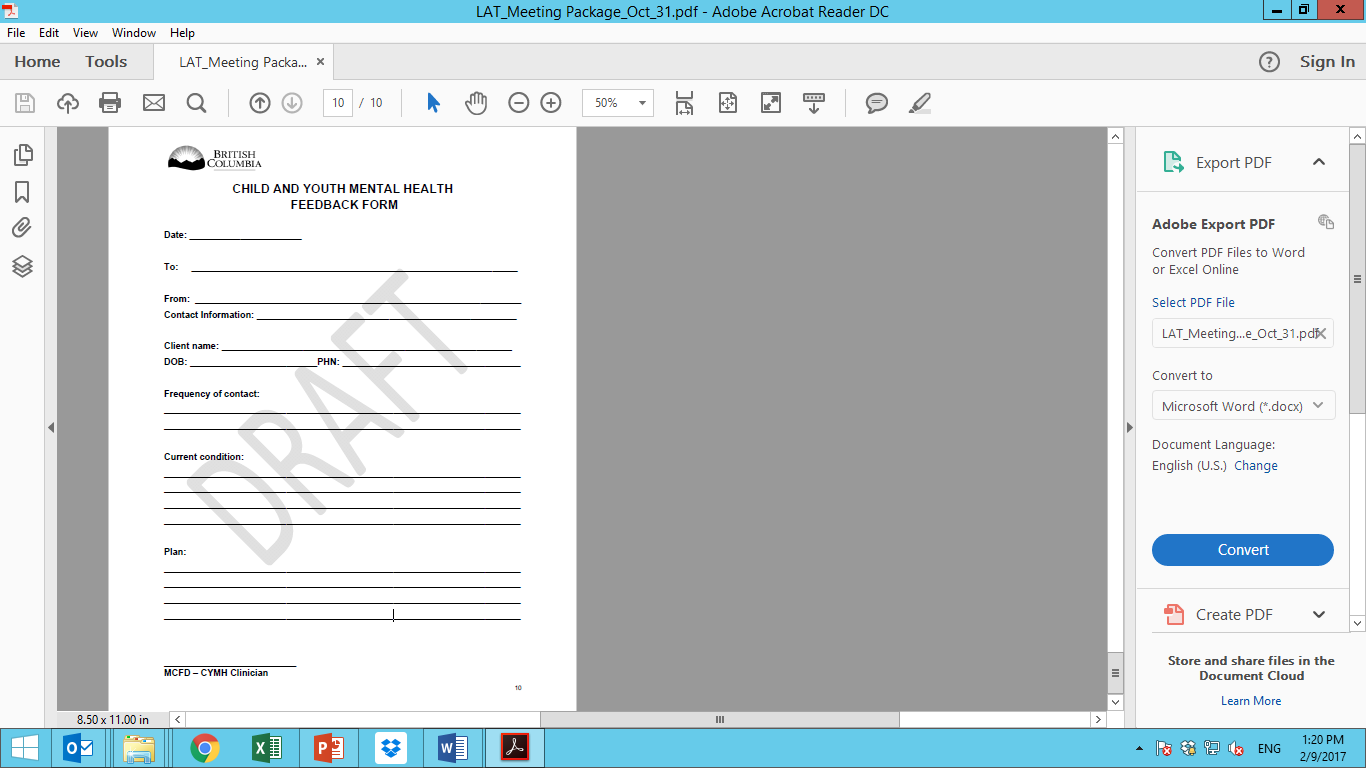 LAT_Meeting Package_Oct_31.pdf - Adobe Acrobat Reader DC
File Edit View Window Help
Home Tools LAT_Meeting Packa... × Sign In
10 / 10 50%
BRITISH
COLUMBIA
CHILD AND YOUTH MENTAL HEALTH
FEEDBACK FORM
Date:
To:
From:
Contact Information:
Client name:
DOB: PHN:
Frequency of contact:
Current condition:
Plan:
MCFD – CYMH Clinician
10
DRAFT
8.50 x 11.00 in
Export PDF
Adobe Export PDF
Convert PDF Files to Word
or Excel Online
Select PDF File
LAT_Meeting...e_Oct_31.pdf
Convert to
Microsoft Word (*.docx)
Document Language:
English (U.S.) Change
Convert
Create PDF
Store and share files in the
Document Cloud
Learn More
ENG
1:20 PM
2/9/2017